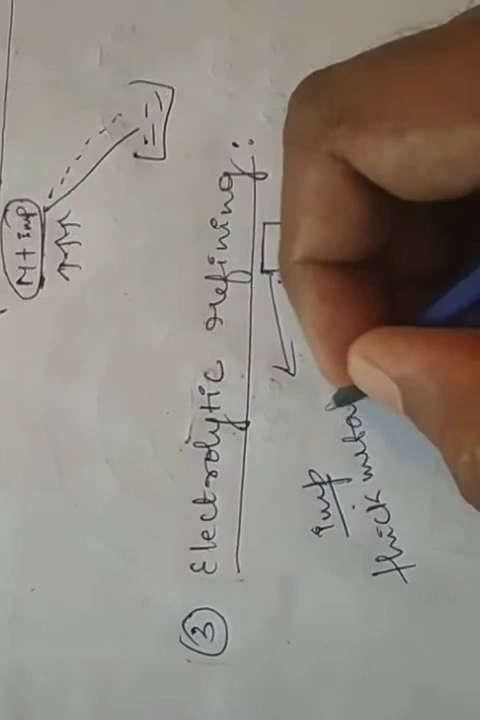 M + imp
③ Electrolytic refining :
imp
thick metal